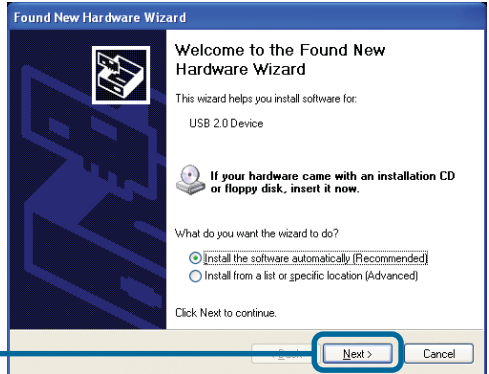 Found New Hardware Wizard
Welcome to the Found New
Hardware Wizard
This wizard helps you install software for:
USB 2.0 Device
If your hardware came with an installation CD
or floppy disk, insert it now.
What do you want the wizard to do?
Install the software automatically (Recommended)
Install from a list or specific location (Advanced)
Click Next to continue.
Next > Cancel